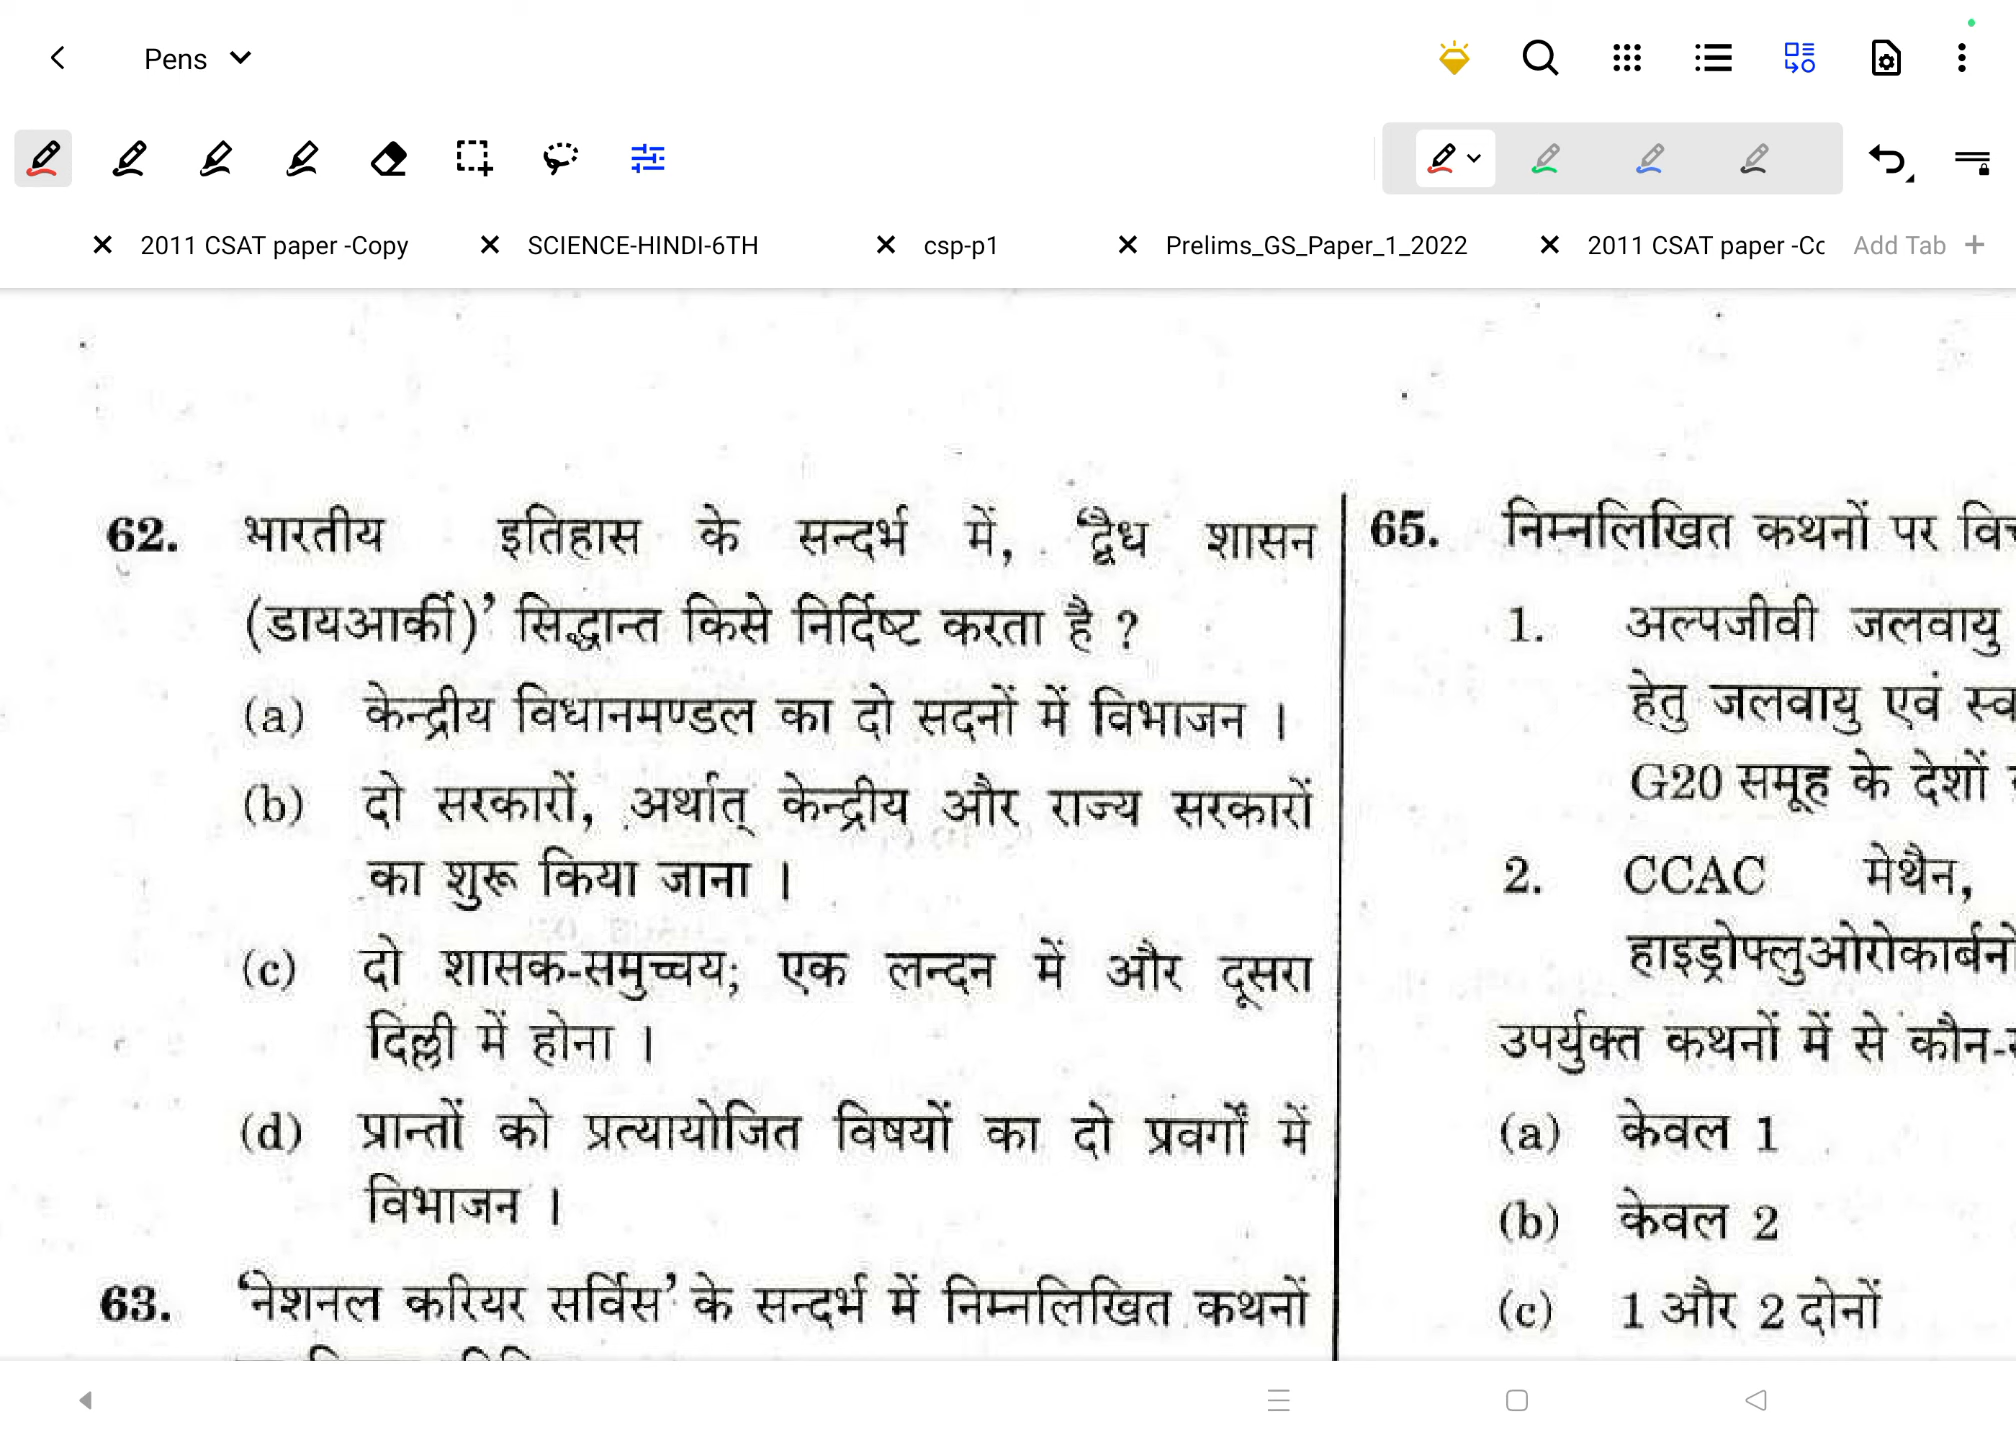 Pens
2011 CSAT paper -Copy
SCIENCE-HINDI-6TH
csp-p1
Prelims_GS_Paper_1_2022
2011 CSAT paper -Cc
Add Tab +
62. भारतीय इतिहास के सन्दर्भ में, 'द्वैध शासन
(डायआर्की)' सिद्धान्त किसे निर्दिष्ट करता है ?
(a) केन्द्रीय विधानमण्डल का दो सदनों में विभाजन ।
(b) दो सरकारों, अर्थात् केन्द्रीय और राज्य सरकारों
का शुरू किया जाना ।
(c) दो शासक-समुच्चय; एक लन्दन में और दूसरा
दिल्ली में होना ।
(d) प्रान्तों को प्रत्यायोजित विषयों का दो प्रवर्गों में
विभाजन ।
63. 'नेशनल करियर सर्विस' के सन्दर्भ में निम्नलिखित कथनों
65. निम्नलिखित कथनों पर
1. अल्पजीवी जलवायु
हेतु जलवायु एवं
G20 समूह के देशों
2. CCAC मेथैन,
हाइड्रोफ्लुओरोकार्बनो
उपर्युक्त कथनों में से कौन-
(a) केवल 1
(b) केवल 2
(c) 1 और 2 दोनों